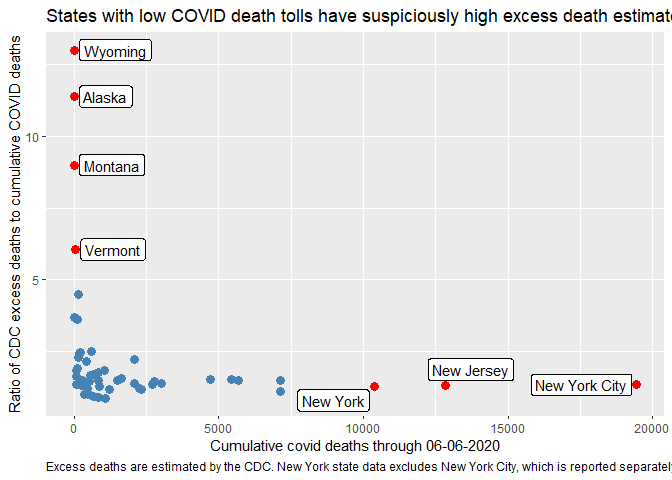 States with low COVID death tolls have suspiciously high excess death estimat
Ratio of CDC excess deaths to cumulative COVID deaths
10
5
Wyoming
Alaska
Montana
Vermont
New York
New Jersey
New York City
0
5000
10000
15000
20000
Cumulative covid deaths through 06-06-2020
Excess deaths are estimated by the CDC. New York state data excludes New York City, which is reported separately